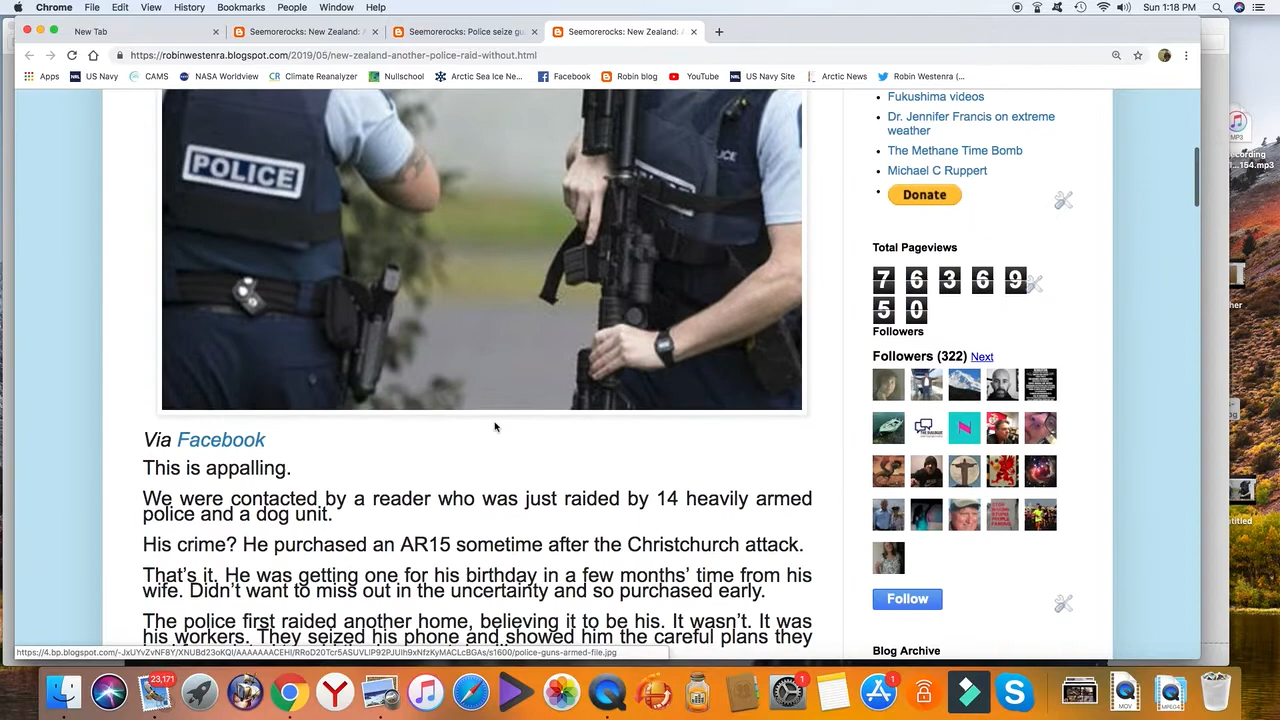 Chrome File Edit View History Bookmarks People Window Help Sun 1:18 PM
New Tab Seemorerocks: New Zealand: A Seemorerocks: Police seize gu Seemorerocks: New Zealand: A
https://robinwestenra.blogspot.com/2019/05/new-zealand-another-police-raid-without.html
Apps US Navy CAMS NASA Worldview Climate Reanalyzer Nullschool Arctic Sea Ice Ne... Facebook Robin blog YouTube US Navy Site Arctic News Robin Westenra (...
POLICE
Fukushima videos
Dr. Jennifer Francis on extreme
weather
The Methane Time Bomb
Michael C Ruppert
Donate
Total Pageviews
7 6 3 6 9
5 0
Followers
Followers (322) Next
Follow
Blog Archive
Via Facebook
This is appalling.
We were contacted by a reader who was just raided by 14 heavily armed
police and a dog unit.
His crime? He purchased an AR15 sometime after the Christchurch attack.
That's it. He was getting one for his birthday in a few months' time from his
wife. Didn't want to miss out in the uncertainty and so purchased early.
The police first raided another home, believing it to be his. It wasn't. It was
his workers. They seized his phone and showed him the careful plans they
MP3
154.mp3
23,171
1
1
MOV
MPEG4